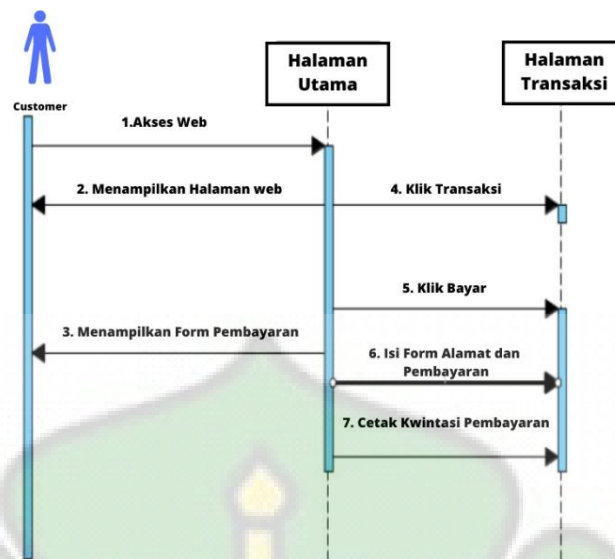 Halaman
Utama
Halaman
Transaksi
Customer
1.Akses Web
2. Menampilkan Halaman web
4. Klik Transaksi
5. Klik Bayar
3. Menampilkan Form Pembayaran
6. Isi Form Alamat dan
Pembayaran
7. Cetak Kwintasi Pembayaran